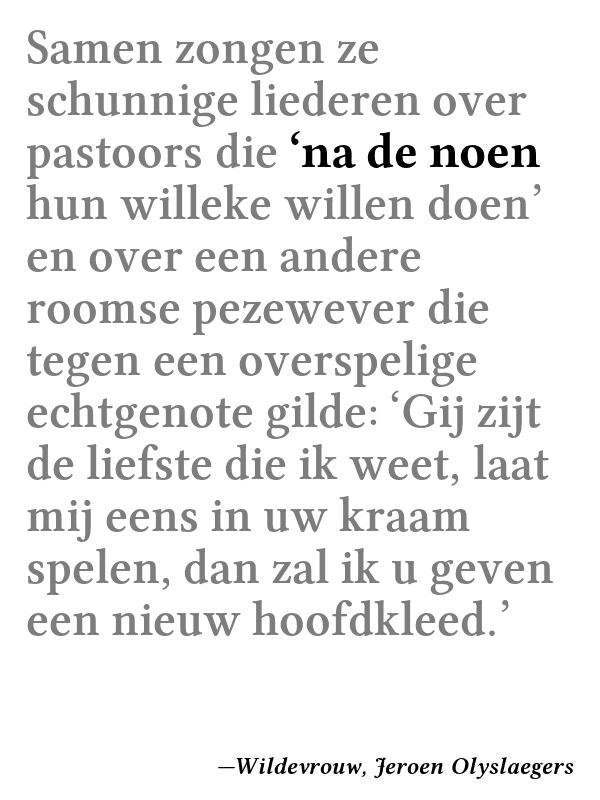 Samen zongen ze
schunnige liederen over
pastoors die ‘na de noen
hun willeke willen doen’
en over een andere
roomse pezewever die
tegen een overspelige
echtgenote gilde: ‘Gij zijt
de liefste die ik weet, laat
mij eens in uw kraam
spelen, dan zal ik u geven
een nieuw hoofdkleed.’
—Wildevrouw, Jeroen Olyslaegers